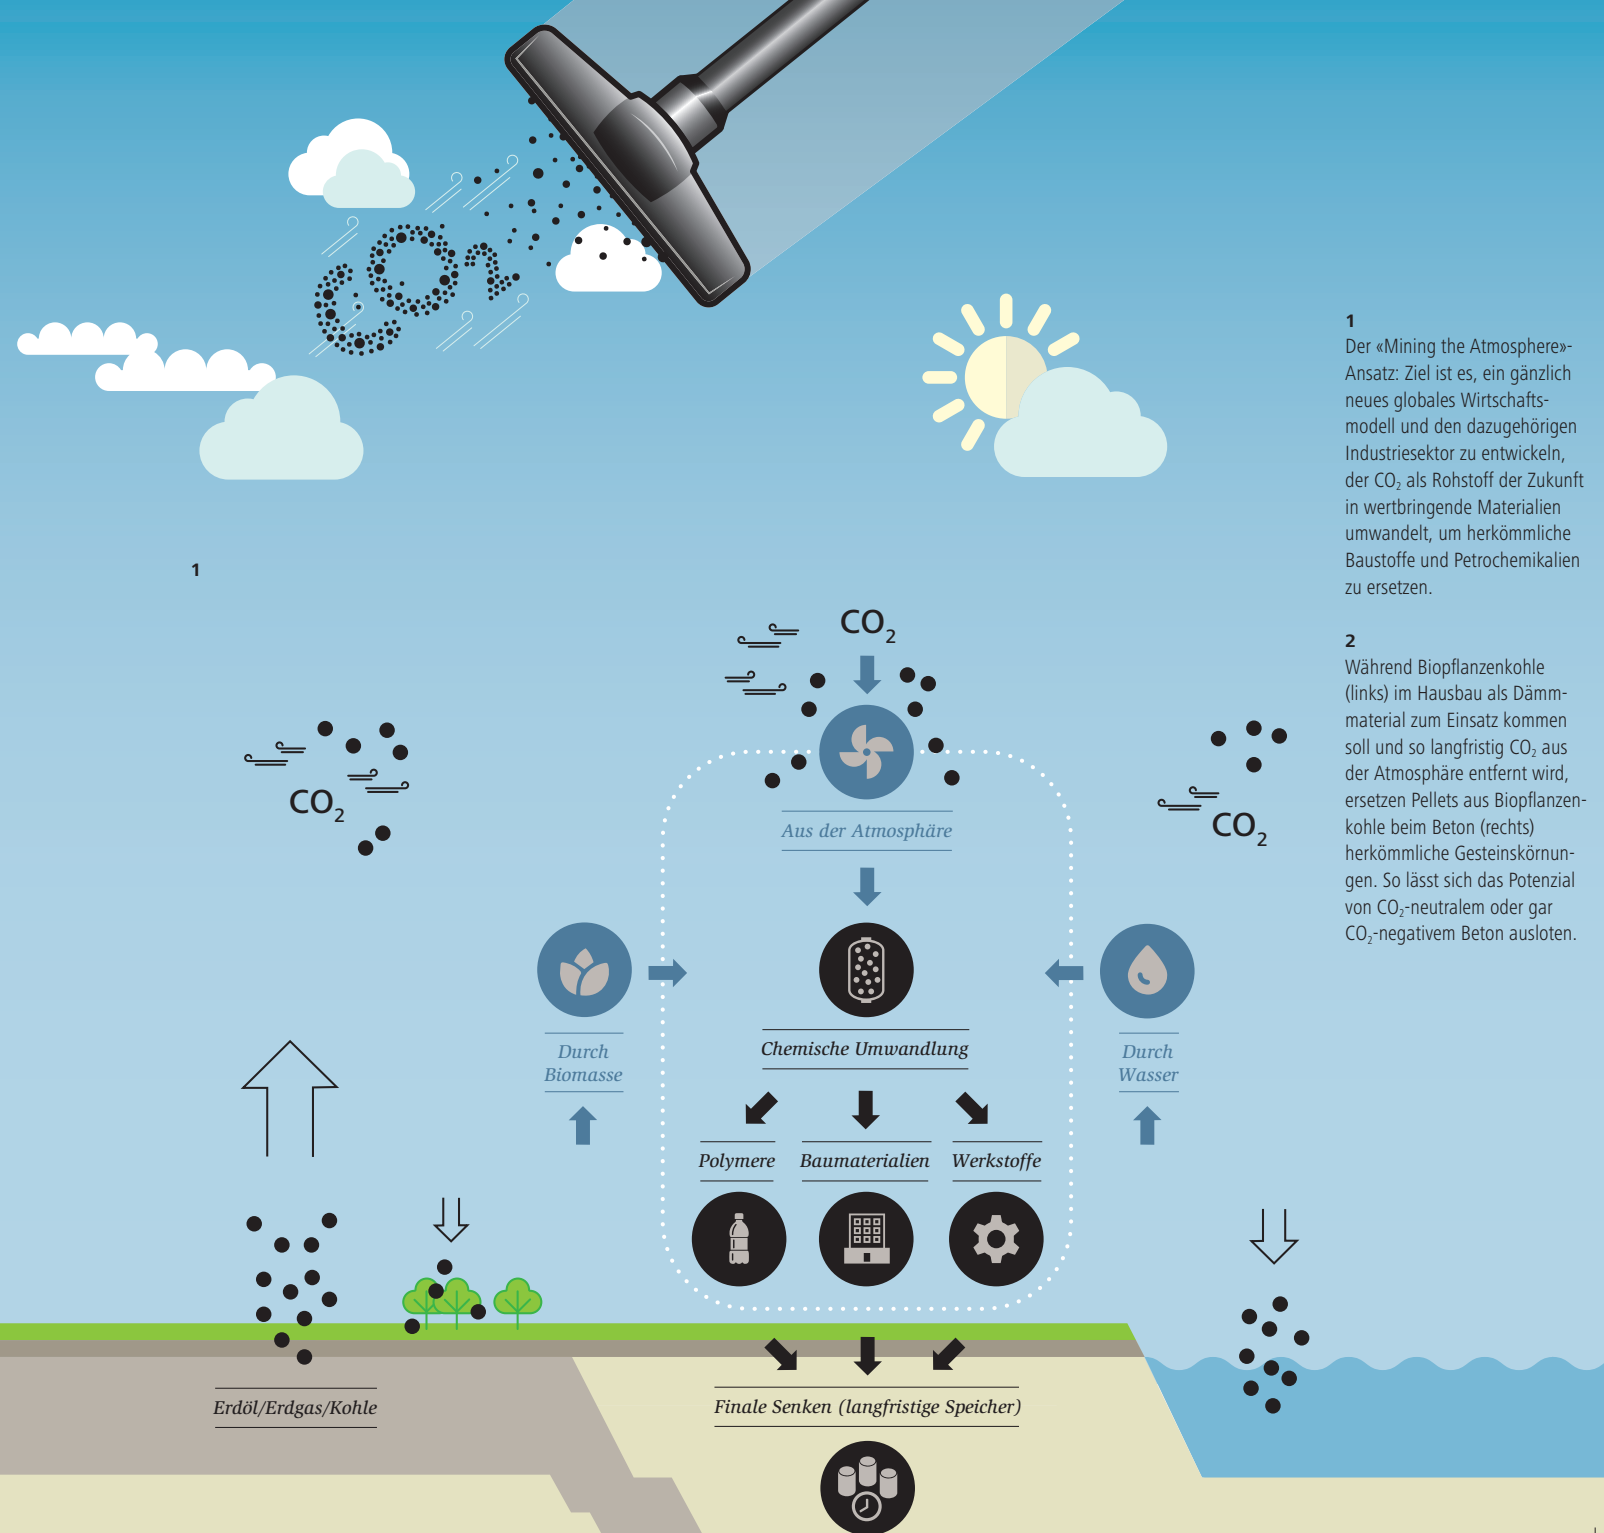 CO2
1
Der «Mining the Atmosphere»-
Ansatz: Ziel ist es, ein gänzlich
neues globales Wirtschafts-
modell und den dazugehörigen
Industriesektor zu entwickeln,
der CO₂ als Rohstoff der Zukunft
in wertbringende Materialien
umwandelt, um herkömmliche
Baustoffe und Petrochemikalien
zu ersetzen.
2
Während Biopflanzenkohle
(links) im Hausbau als Dämm-
material zum Einsatz kommen
soll und so langfristig CO₂ aus
der Atmosphäre entfernt wird,
ersetzen Pellets aus Biopflanzen-
kohle beim Beton (rechts)
herkömmliche Gesteinskörnun-
gen. So lässt sich das Potenzial
von CO₂-neutralem oder gar
CO₂-negativem Beton ausloten.
1
CO₂
CO₂
CO₂
Aus der Atmosphäre
Chemische Umwandlung
Durch
Biomasse
Durch
Wasser
Polymere
Baumaterialien
Werkstoffe
Erdöl/Erdgas/Kohle
Finale Senken (langfristige Speicher)